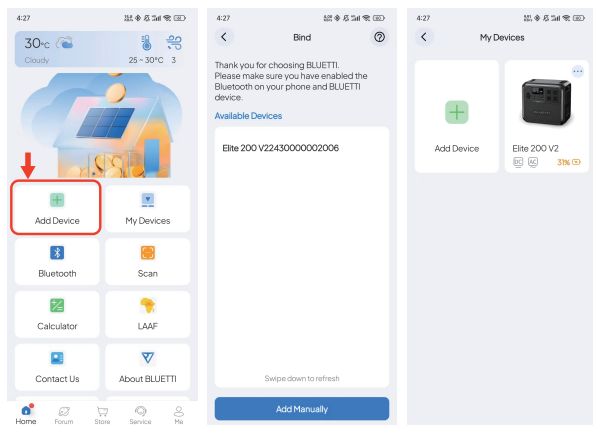 4:27
30°C
Cloudy
25 ~ 30°C 3
Add Device
My Devices
Bluetooth
Scan
Calculator
LAAF
Contact Us
About BLUETTI
Home
Forum
Store
Service
Me
4:27
Bind
Thank you for choosing BLUETTI.
Please make sure you have enabled the
Bluetooth on your phone and BLUETTI
device.
Available Devices
Elite 200 V22430000002006
Swipe down to refresh
Add Manually
4:27
My Devices
Add Device
Elite 200 V2
DC AC 31%